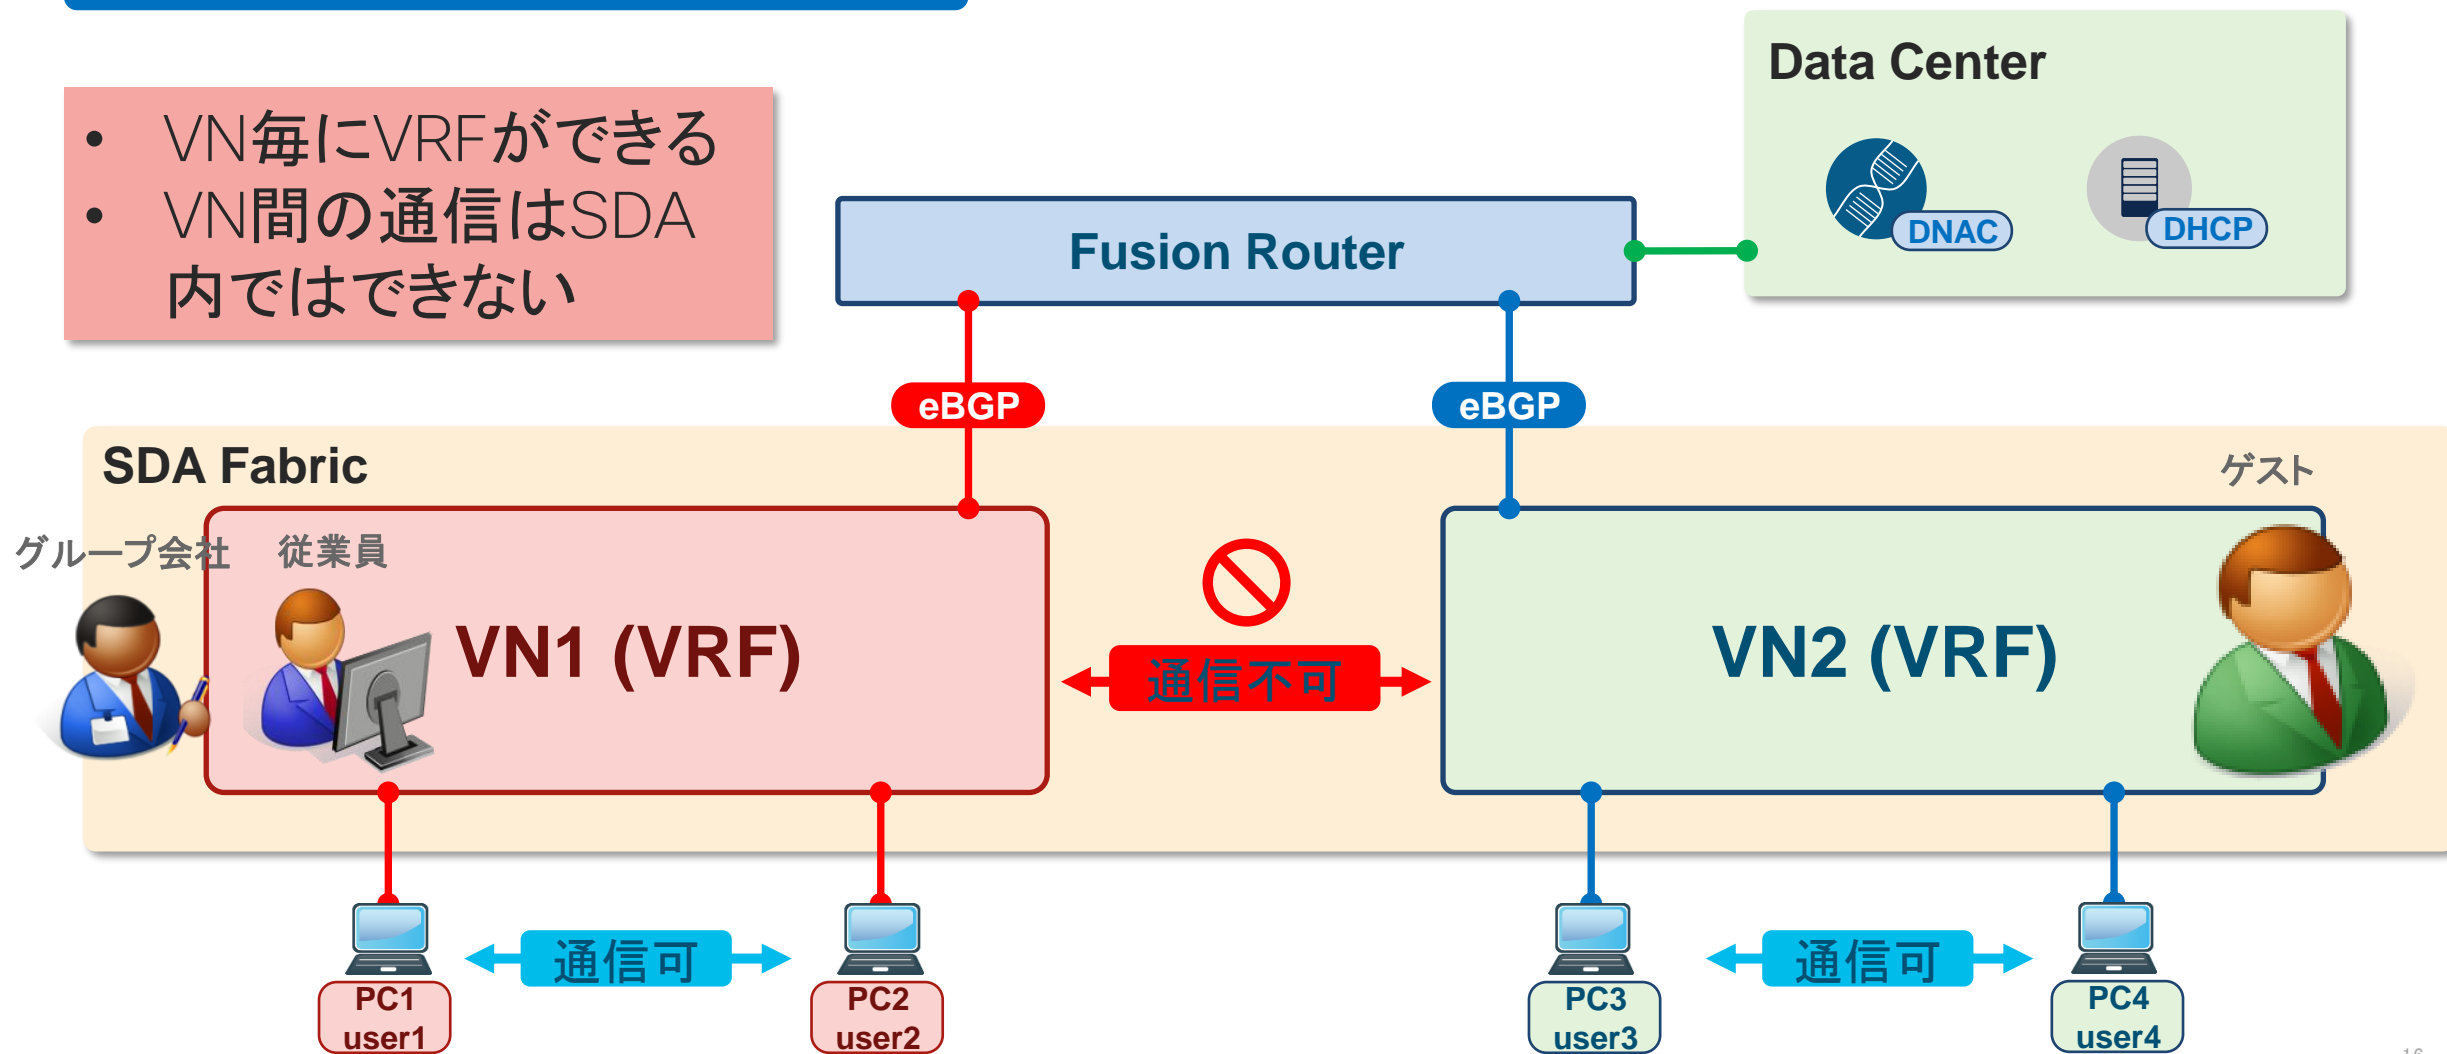 Data Center
• VN毎にVRFができる
• VN間の通信はSDA
内ではできない
DNAC
DHCP
Fusion Router
eBGP
eBGP
SDA Fabric
ゲスト
グループ会社
従業員
VN1 (VRF)
通信不可
VN2 (VRF)
通信可
通信可
PC1
user1
PC2
user2
PC3
user3
PC4
user4